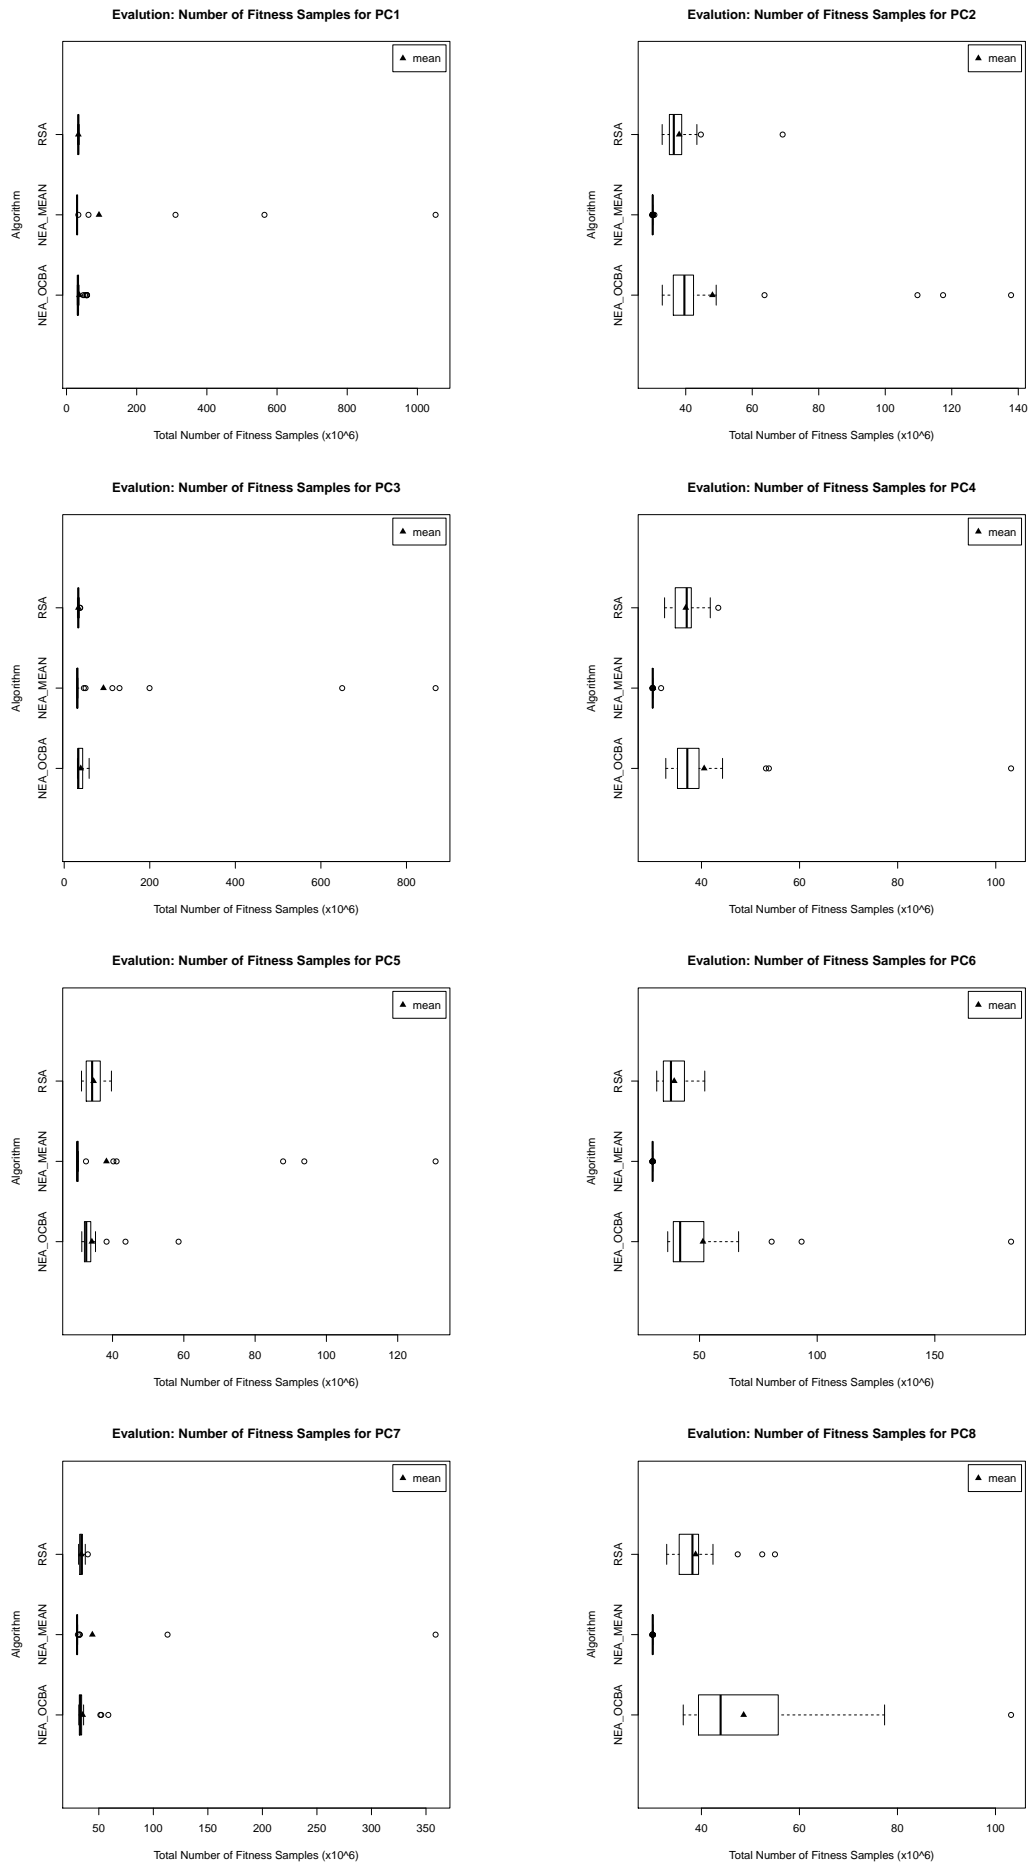 Evalution: Number of Fitness Samples for PC1
mean
RSA
NEA_MEAN
NEA_OCBA
Algorithm
0 200 400 600 800 1000
Total Number of Fitness Samples (x10^6)
Evalution: Number of Fitness Samples for PC2
mean
RSA
NEA_MEAN
NEA_OCBA
Algorithm
40 60 80 100 120 140
Total Number of Fitness Samples (x10^6)
Evalution: Number of Fitness Samples for PC3
mean
RSA
NEA_MEAN
NEA_OCBA
Algorithm
0 200 400 600 800
Total Number of Fitness Samples (x10^6)
Evalution: Number of Fitness Samples for PC4
mean
RSA
NEA_MEAN
NEA_OCBA
Algorithm
40 60 80 100
Total Number of Fitness Samples (x10^6)
Evalution: Number of Fitness Samples for PC5
mean
RSA
NEA_MEAN
NEA_OCBA
Algorithm
40 60 80 100 120
Total Number of Fitness Samples (x10^6)
Evalution: Number of Fitness Samples for PC6
mean
RSA
NEA_MEAN
NEA_OCBA
Algorithm
50 100 150
Total Number of Fitness Samples (x10^6)
Evalution: Number of Fitness Samples for PC7
mean
RSA
NEA_MEAN
NEA_OCBA
Algorithm
50 100 150 200 250 300 350
Total Number of Fitness Samples (x10^6)
Evalution: Number of Fitness Samples for PC8
mean
RSA
NEA_MEAN
NEA_OCBA
Algorithm
40 60 80 100
Total Number of Fitness Samples (x10^6)